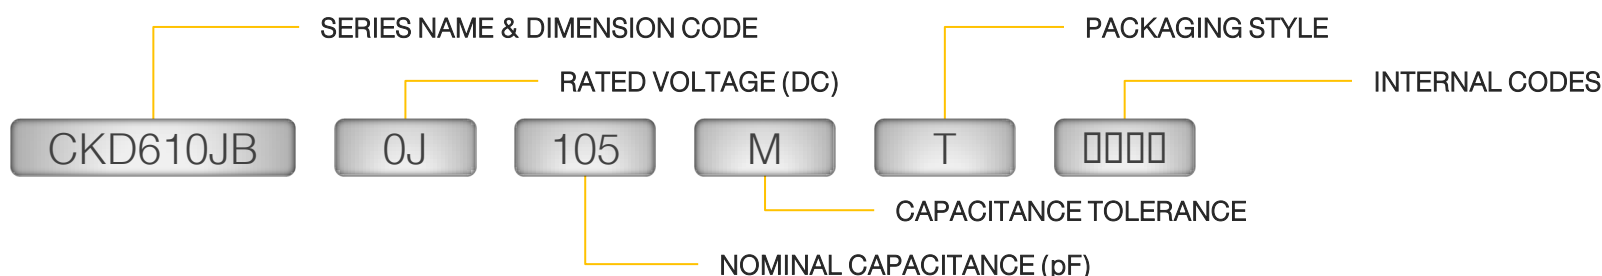 SERIES NAME & DIMENSION CODE
PACKAGING STYLE
RATED VOLTAGE (DC)
INTERNAL CODES
CKD610JB 0J 105 M T □□□□
CAPACITANCE TOLERANCE
NOMINAL CAPACITANCE (pF)